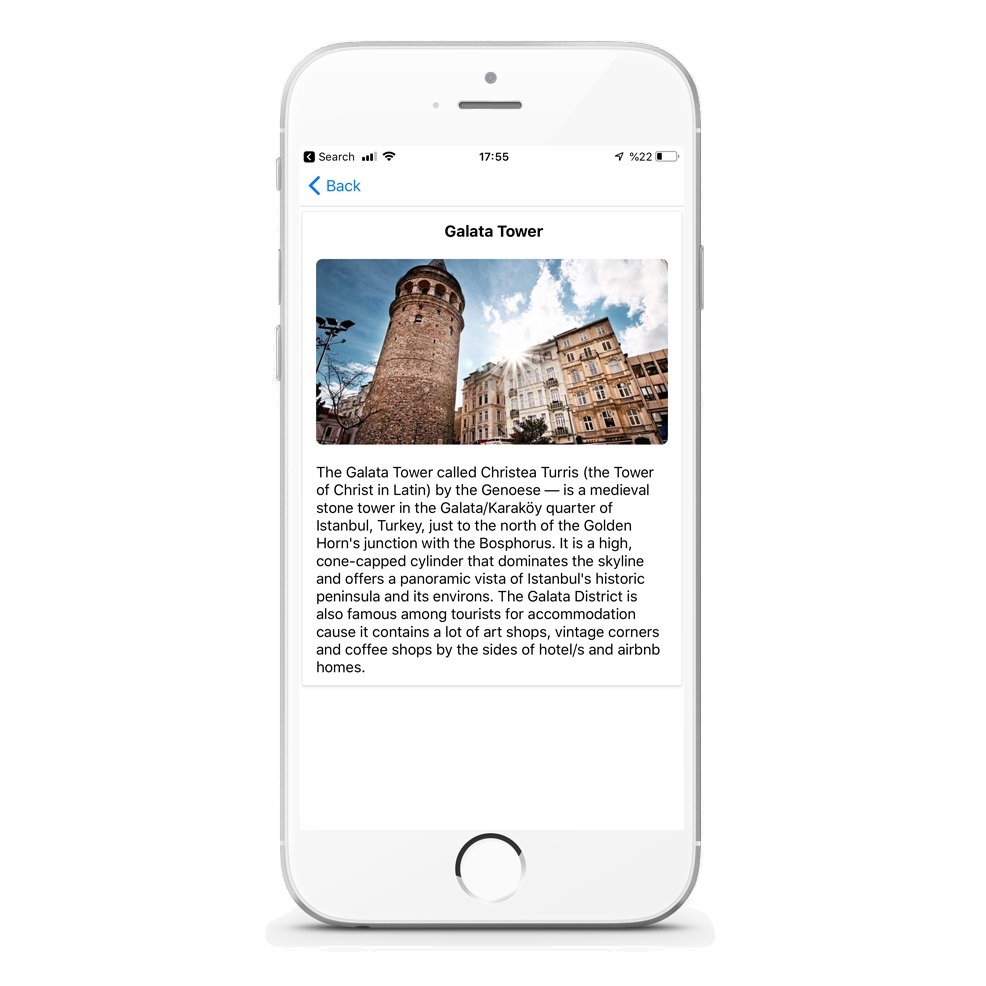 Search
17:55
%22
Back
Galata Tower
The Galata Tower called Christea Turris (the Tower
of Christ in Latin) by the Genoese — is a medieval
stone tower in the Galata/Karaköy quarter of
Istanbul, Turkey, just to the north of the Golden
Horn's junction with the Bosphorus. It is a high,
cone-capped cylinder that dominates the skyline
and offers a panoramic vista of Istanbul's historic
peninsula and its environs. The Galata District is
also famous among tourists for accommodation
cause it contains a lot of art shops, vintage corners
and coffee shops by the sides of hotel/s and airbnb
homes.